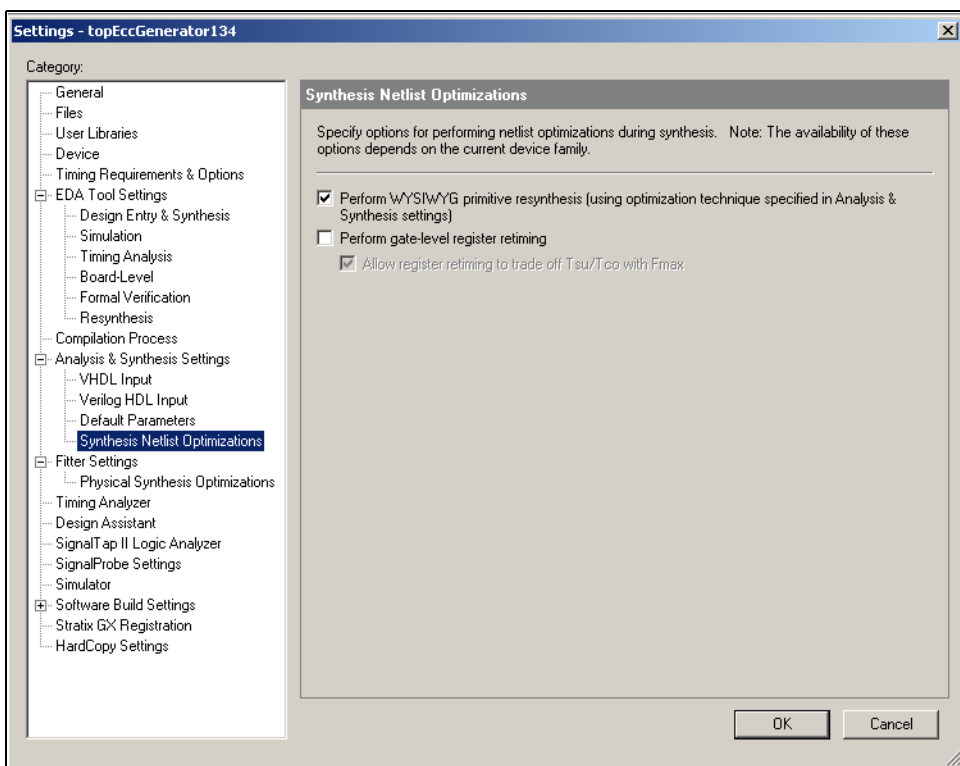 Settings - topEccGenerator134
Category:
General
Files
User Libraries
Device
Timing Requirements & Options
EDA Tool Settings
Design Entry & Synthesis
Simulation
Timing Analysis
Board-Level
Formal Verification
Resynthesis
Compilation Process
Analysis & Synthesis Settings
VHDL Input
Verilog HDL Input
Default Parameters
Synthesis Netlist Optimizations
Fitter Settings
Physical Synthesis Optimizations
Timing Analyzer
Design Assistant
SignalTap II Logic Analyzer
SignalProbe Settings
Simulator
Software Build Settings
Stratix GX Registration
HardCopy Settings
Synthesis Netlist Optimizations
Specify options for performing netlist optimizations during synthesis. Note: The availability of these
options depends on the current device family.
Perform WYSIWYG primitive resynthesis (using optimization technique specified in Analysis &
Synthesis settings)
Perform gate-level register retiming
Allow register retiming to trade off Tsu/Tco with Fmax
OK
Cancel